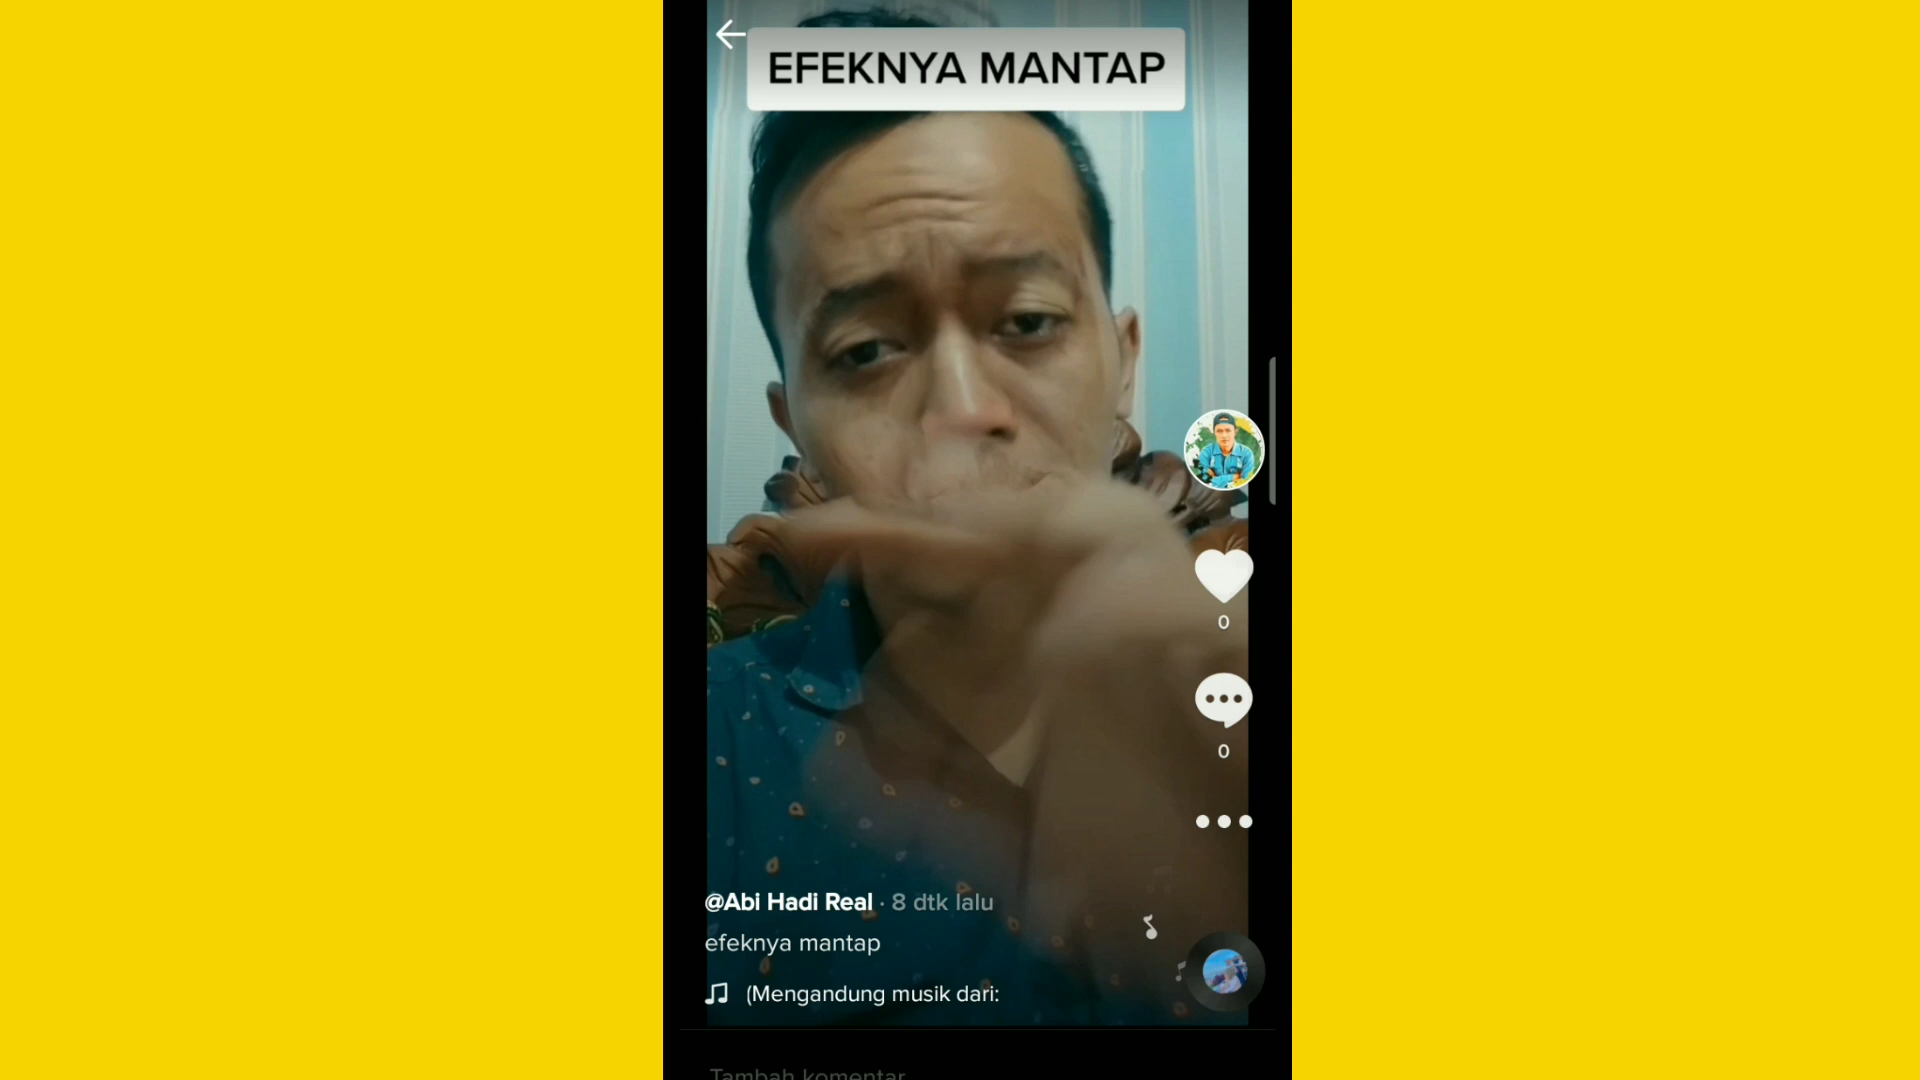 EFEKNYA MANTAP
0
0
@Abi Hadi Real · 8 dtk lalu
efeknya mantap
(Mengandung musik dari:
Tambah komentar